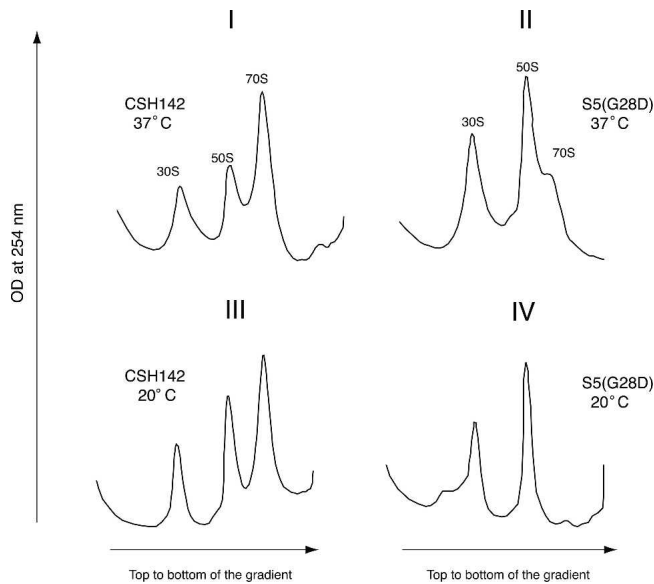 I
II
CSH142
37°C
30S
50S
70S
30S
50S
70S
S5(G28D)
37°C
OD at 254 nm
III
IV
CSH142
20°C
S5(G28D)
20°C
Top to bottom of the gradient
Top to bottom of the gradient